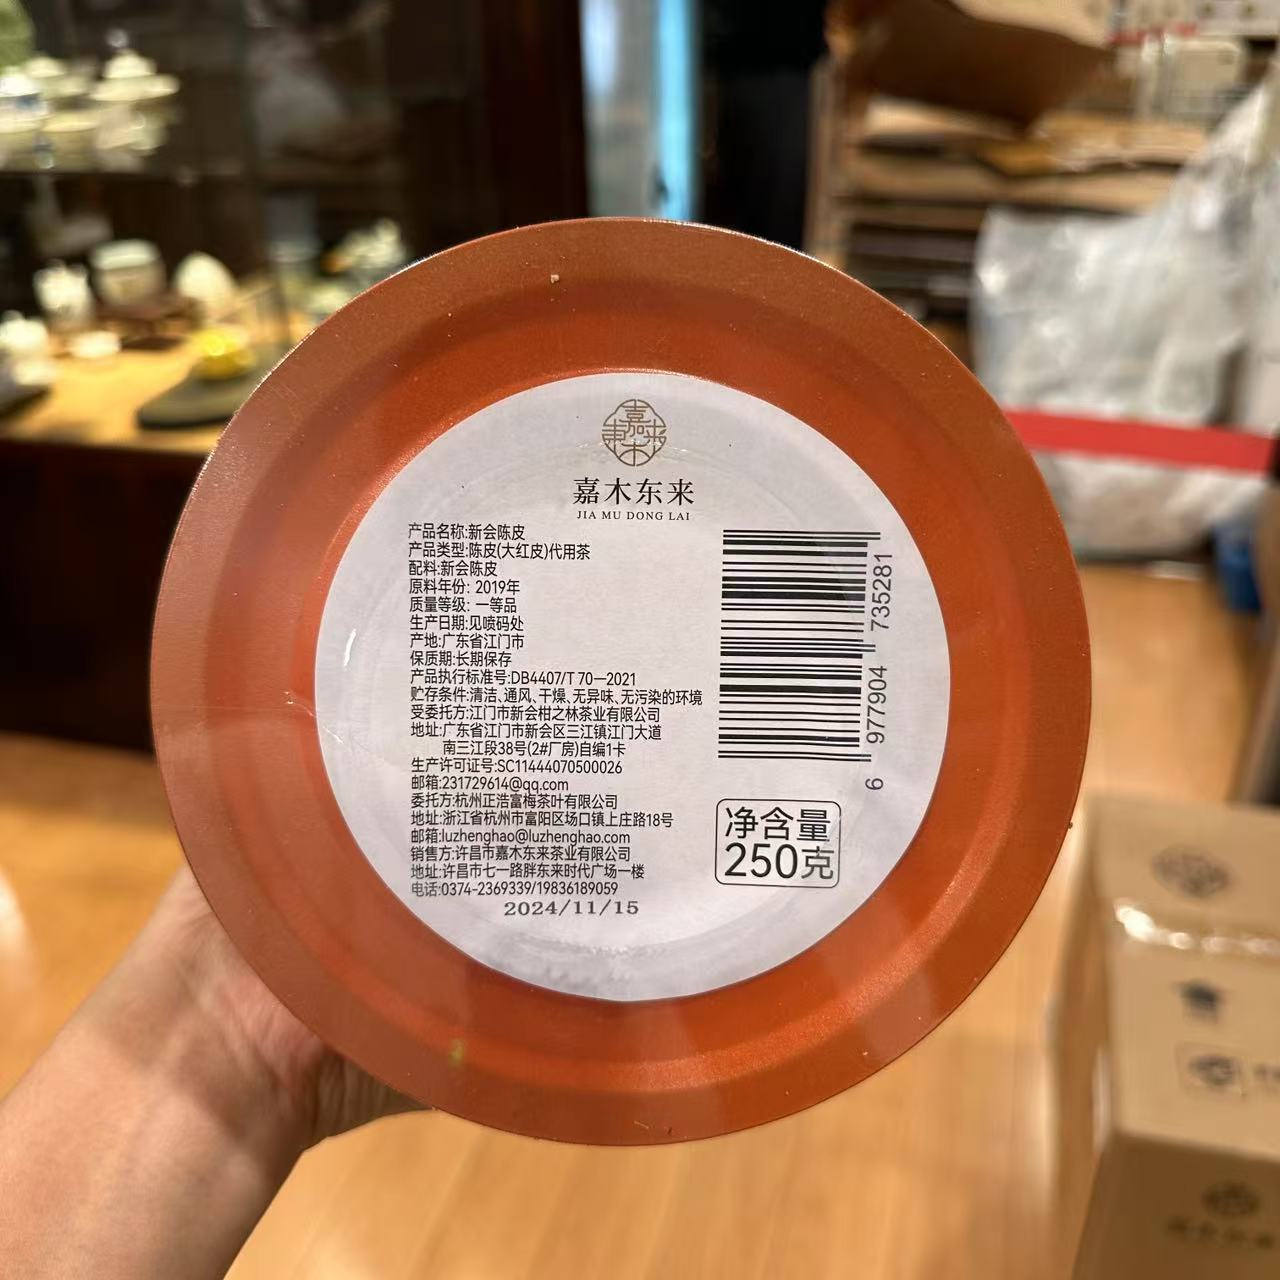 嘉木东来
嘉木东来
JIA MU DONG LAI
产品名称:新会陈皮
产品类型:陈皮(大红皮)代用茶
配料:新会陈皮
原料年份: 2019年
质量等级: 一等品
生产日期:见喷码处
产地:广东省江门市
保质期:长期保存
产品执行标准号:DB4407/T 70—2021
贮存条件:清洁、通风、干燥、无异味、无污染的环境
受委托方:江门市新会柑之林茶业有限公司
地址:广东省江门市新会区三江镇江门大道
南三江段38号(2#厂房)自编1卡
生产许可证号:SC11444070500026
邮箱:231729614@qq.com
委托方:杭州正浩富梅茶叶有限公司
地址:浙江省杭州市富阳区场口镇上庄路18号
邮箱:luzhenghao@luzhenghao.com
销售方:许昌市嘉木东来茶业有限公司
地址:许昌市七一路胖东来时代广场一楼
电话:0374-2369339/19836189059
2024/11/15
6 977904 735281
净含量
250克